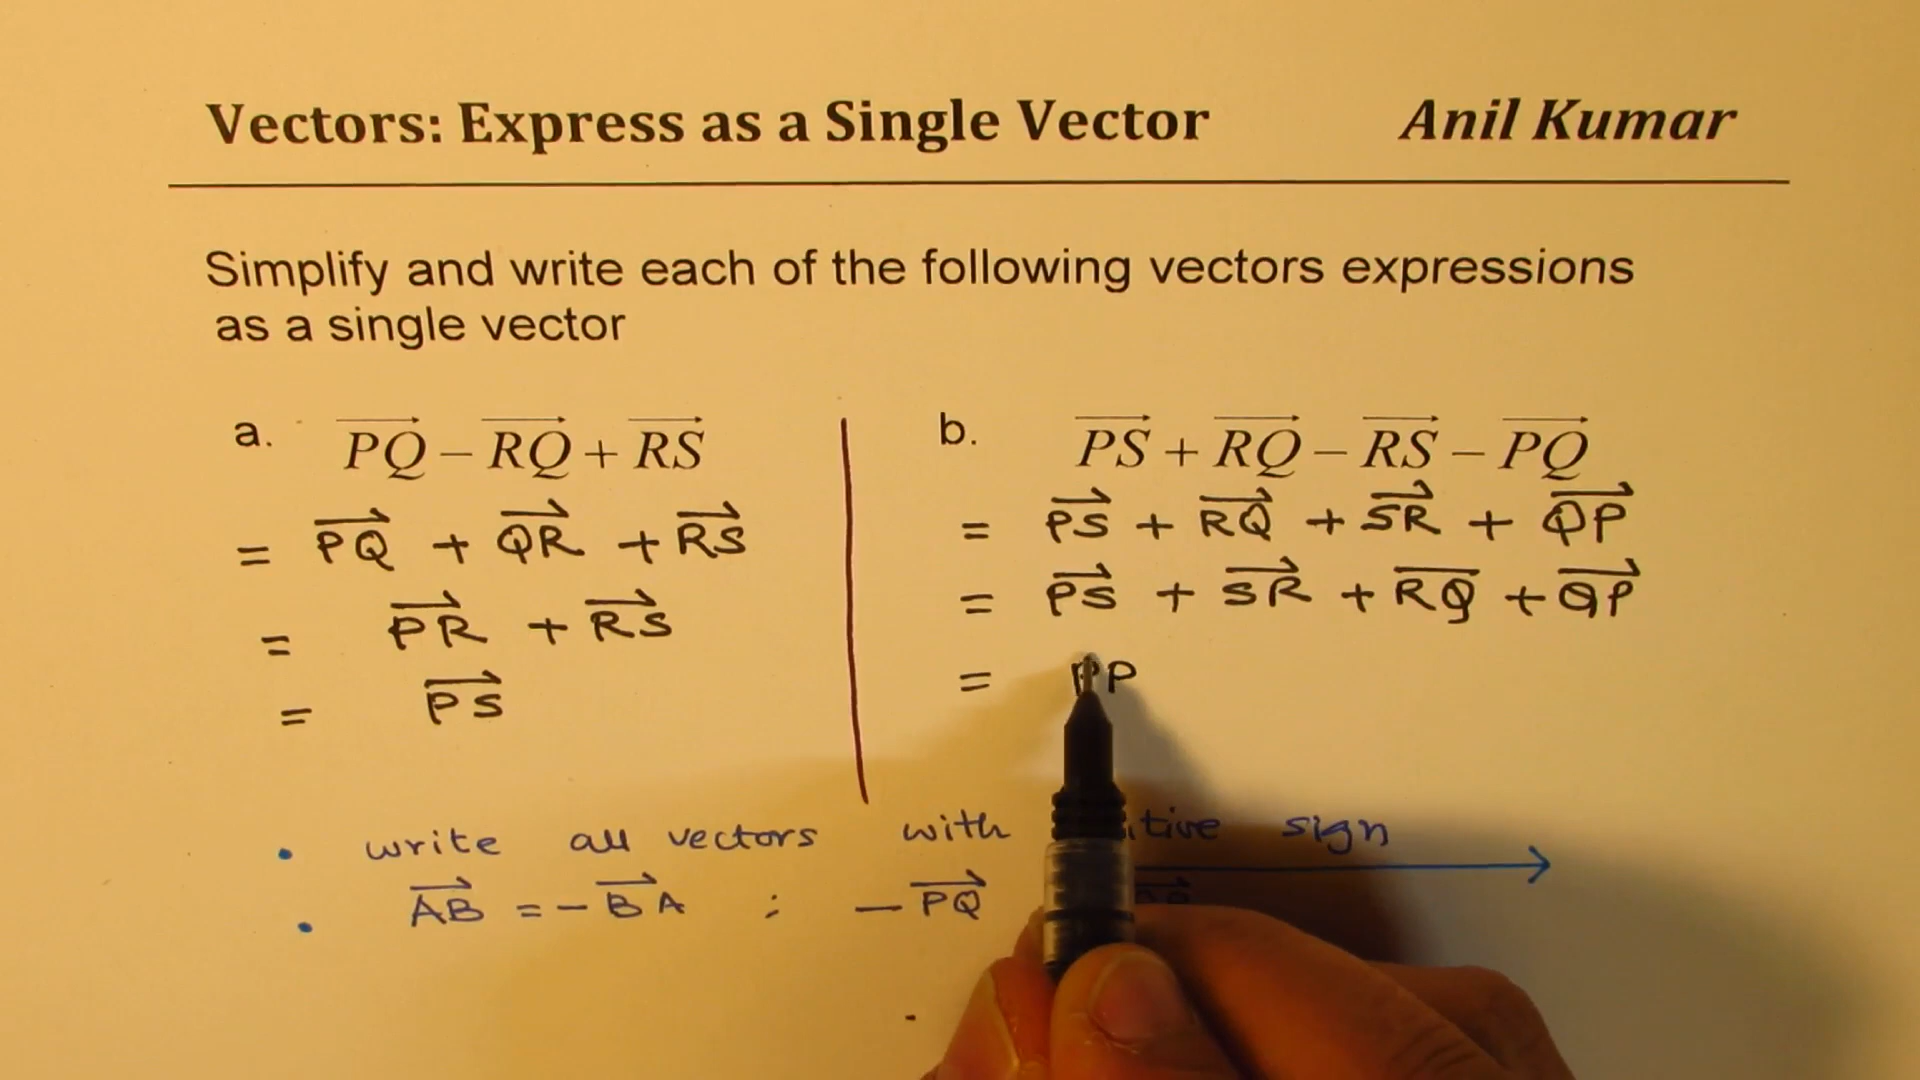 Vectors: Express as a Single Vector Anil Kumar
Simplify and write each of the following vectors expressions
as a single vector
a. PQ – RQ + RS
= PQ + QR + RS
= PR + RS
= PS
b. PS + RQ – RS – PQ
= PS + RQ + SR + QP
= PS + SR + RQ + QP
= PP
• write all vectors with itive sign
• AB = – BA ; – PQ